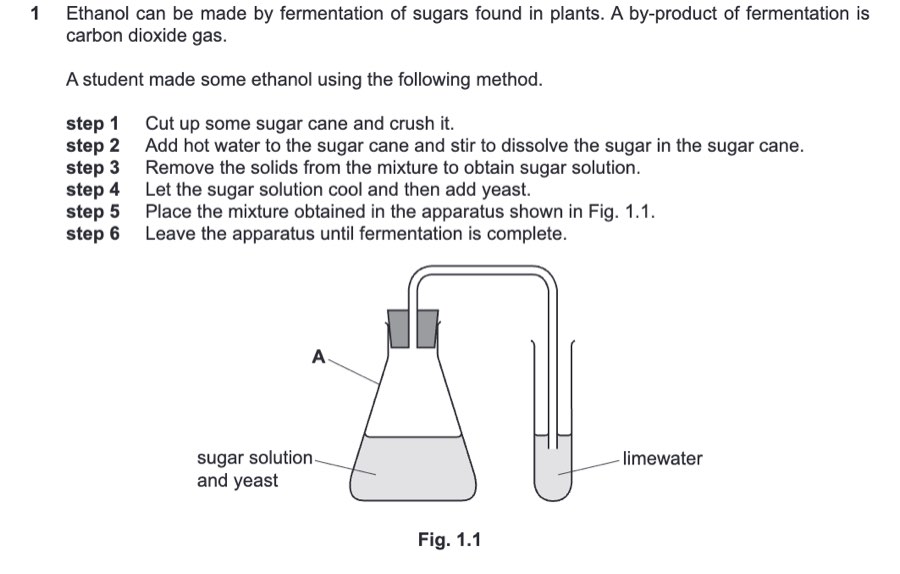 1 Ethanol can be made by fermentation of sugars found in plants. A by-product of fermentation is
carbon dioxide gas.
A student made some ethanol using the following method.
step 1 Cut up some sugar cane and crush it.
step 2 Add hot water to the sugar cane and stir to dissolve the sugar in the sugar cane.
step 3 Remove the solids from the mixture to obtain sugar solution.
step 4 Let the sugar solution cool and then add yeast.
step 5 Place the mixture obtained in the apparatus shown in Fig. 1.1.
step 6 Leave the apparatus until fermentation is complete.
A
sugar solution
and yeast
limewater
Fig. 1.1